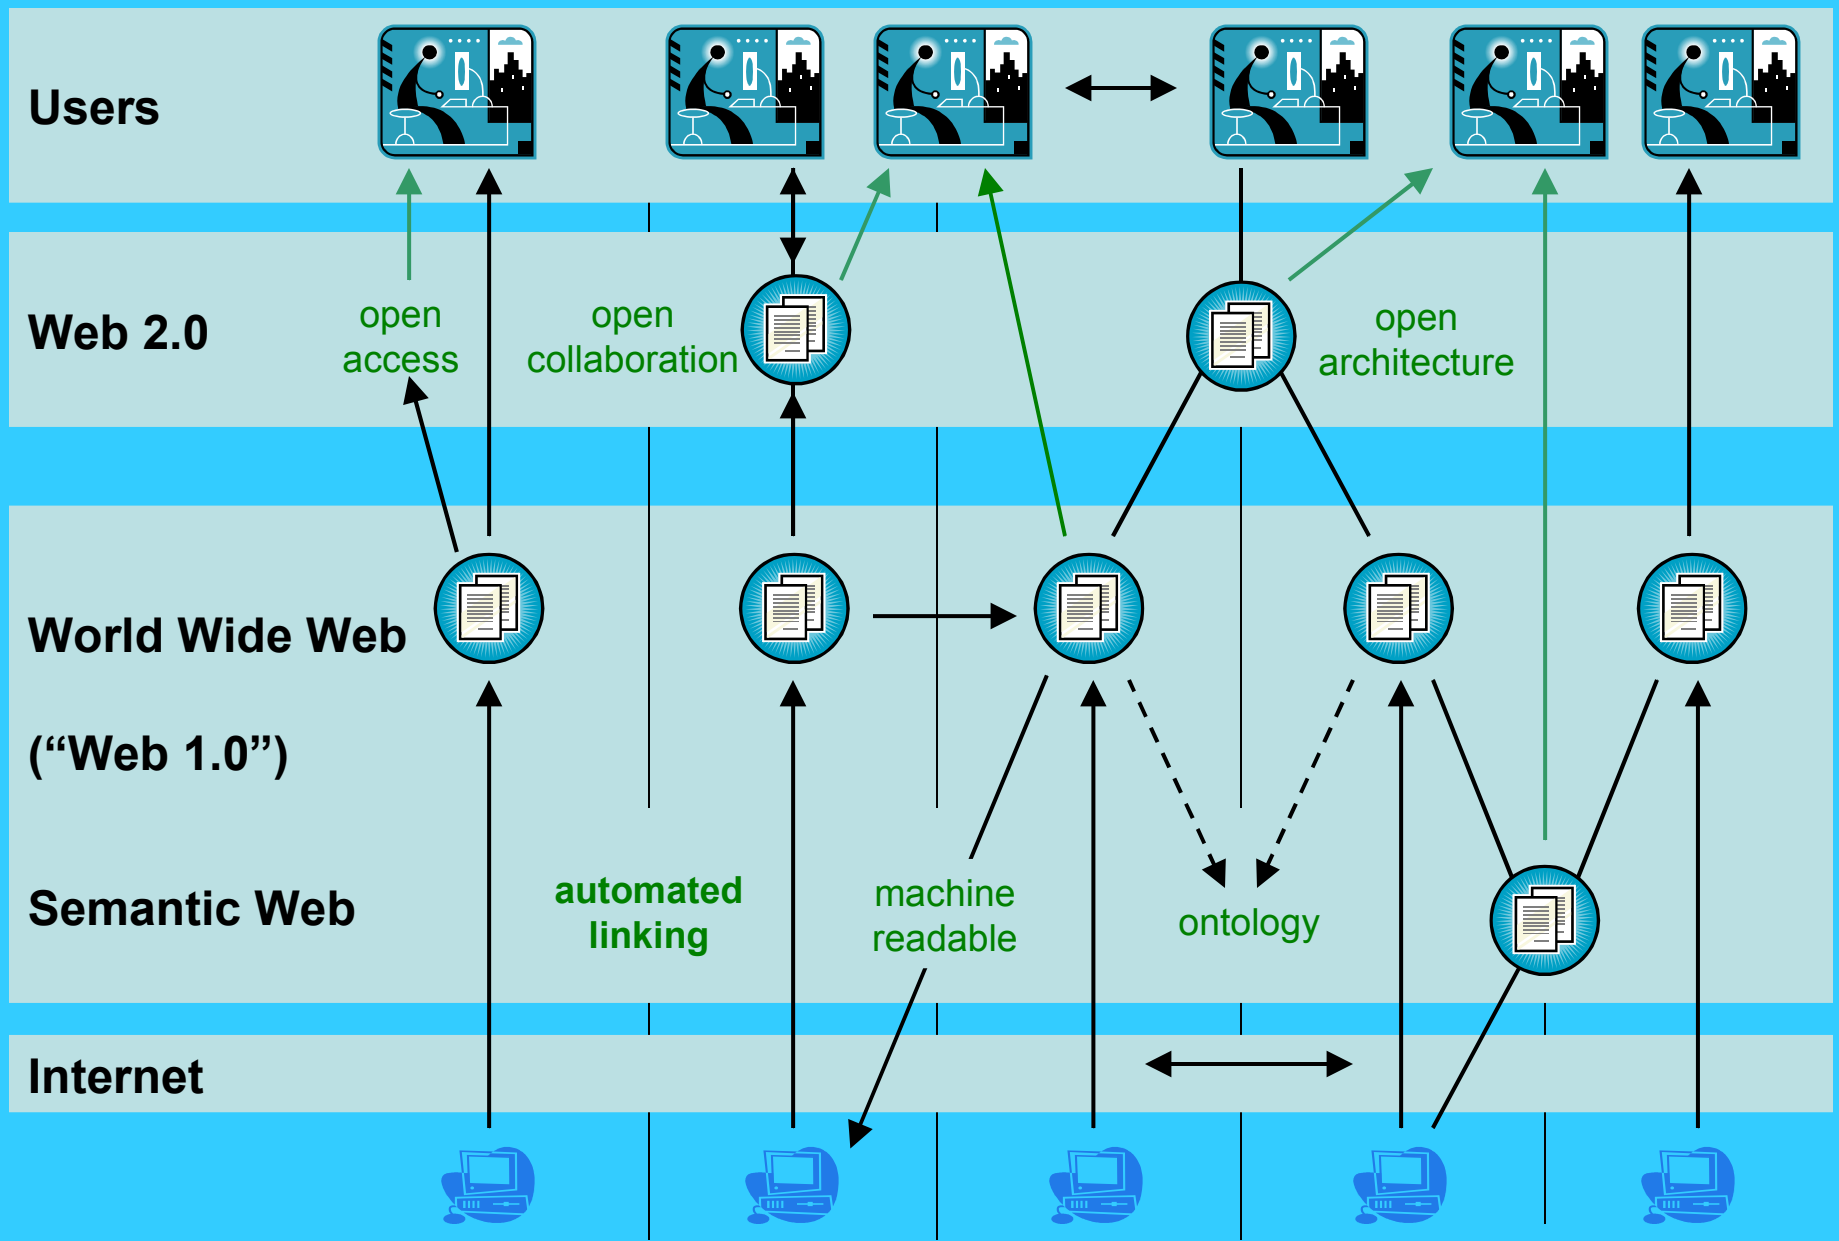 Users
Web 2.0
open
access
open
collaboration
open
architecture
World Wide Web
(“Web 1.0”)
Semantic Web
automated
linking
machine
readable
ontology
Internet